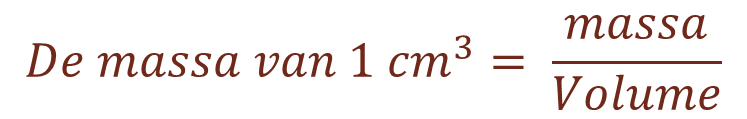 De massa van 1 cm³ = massa / Volume